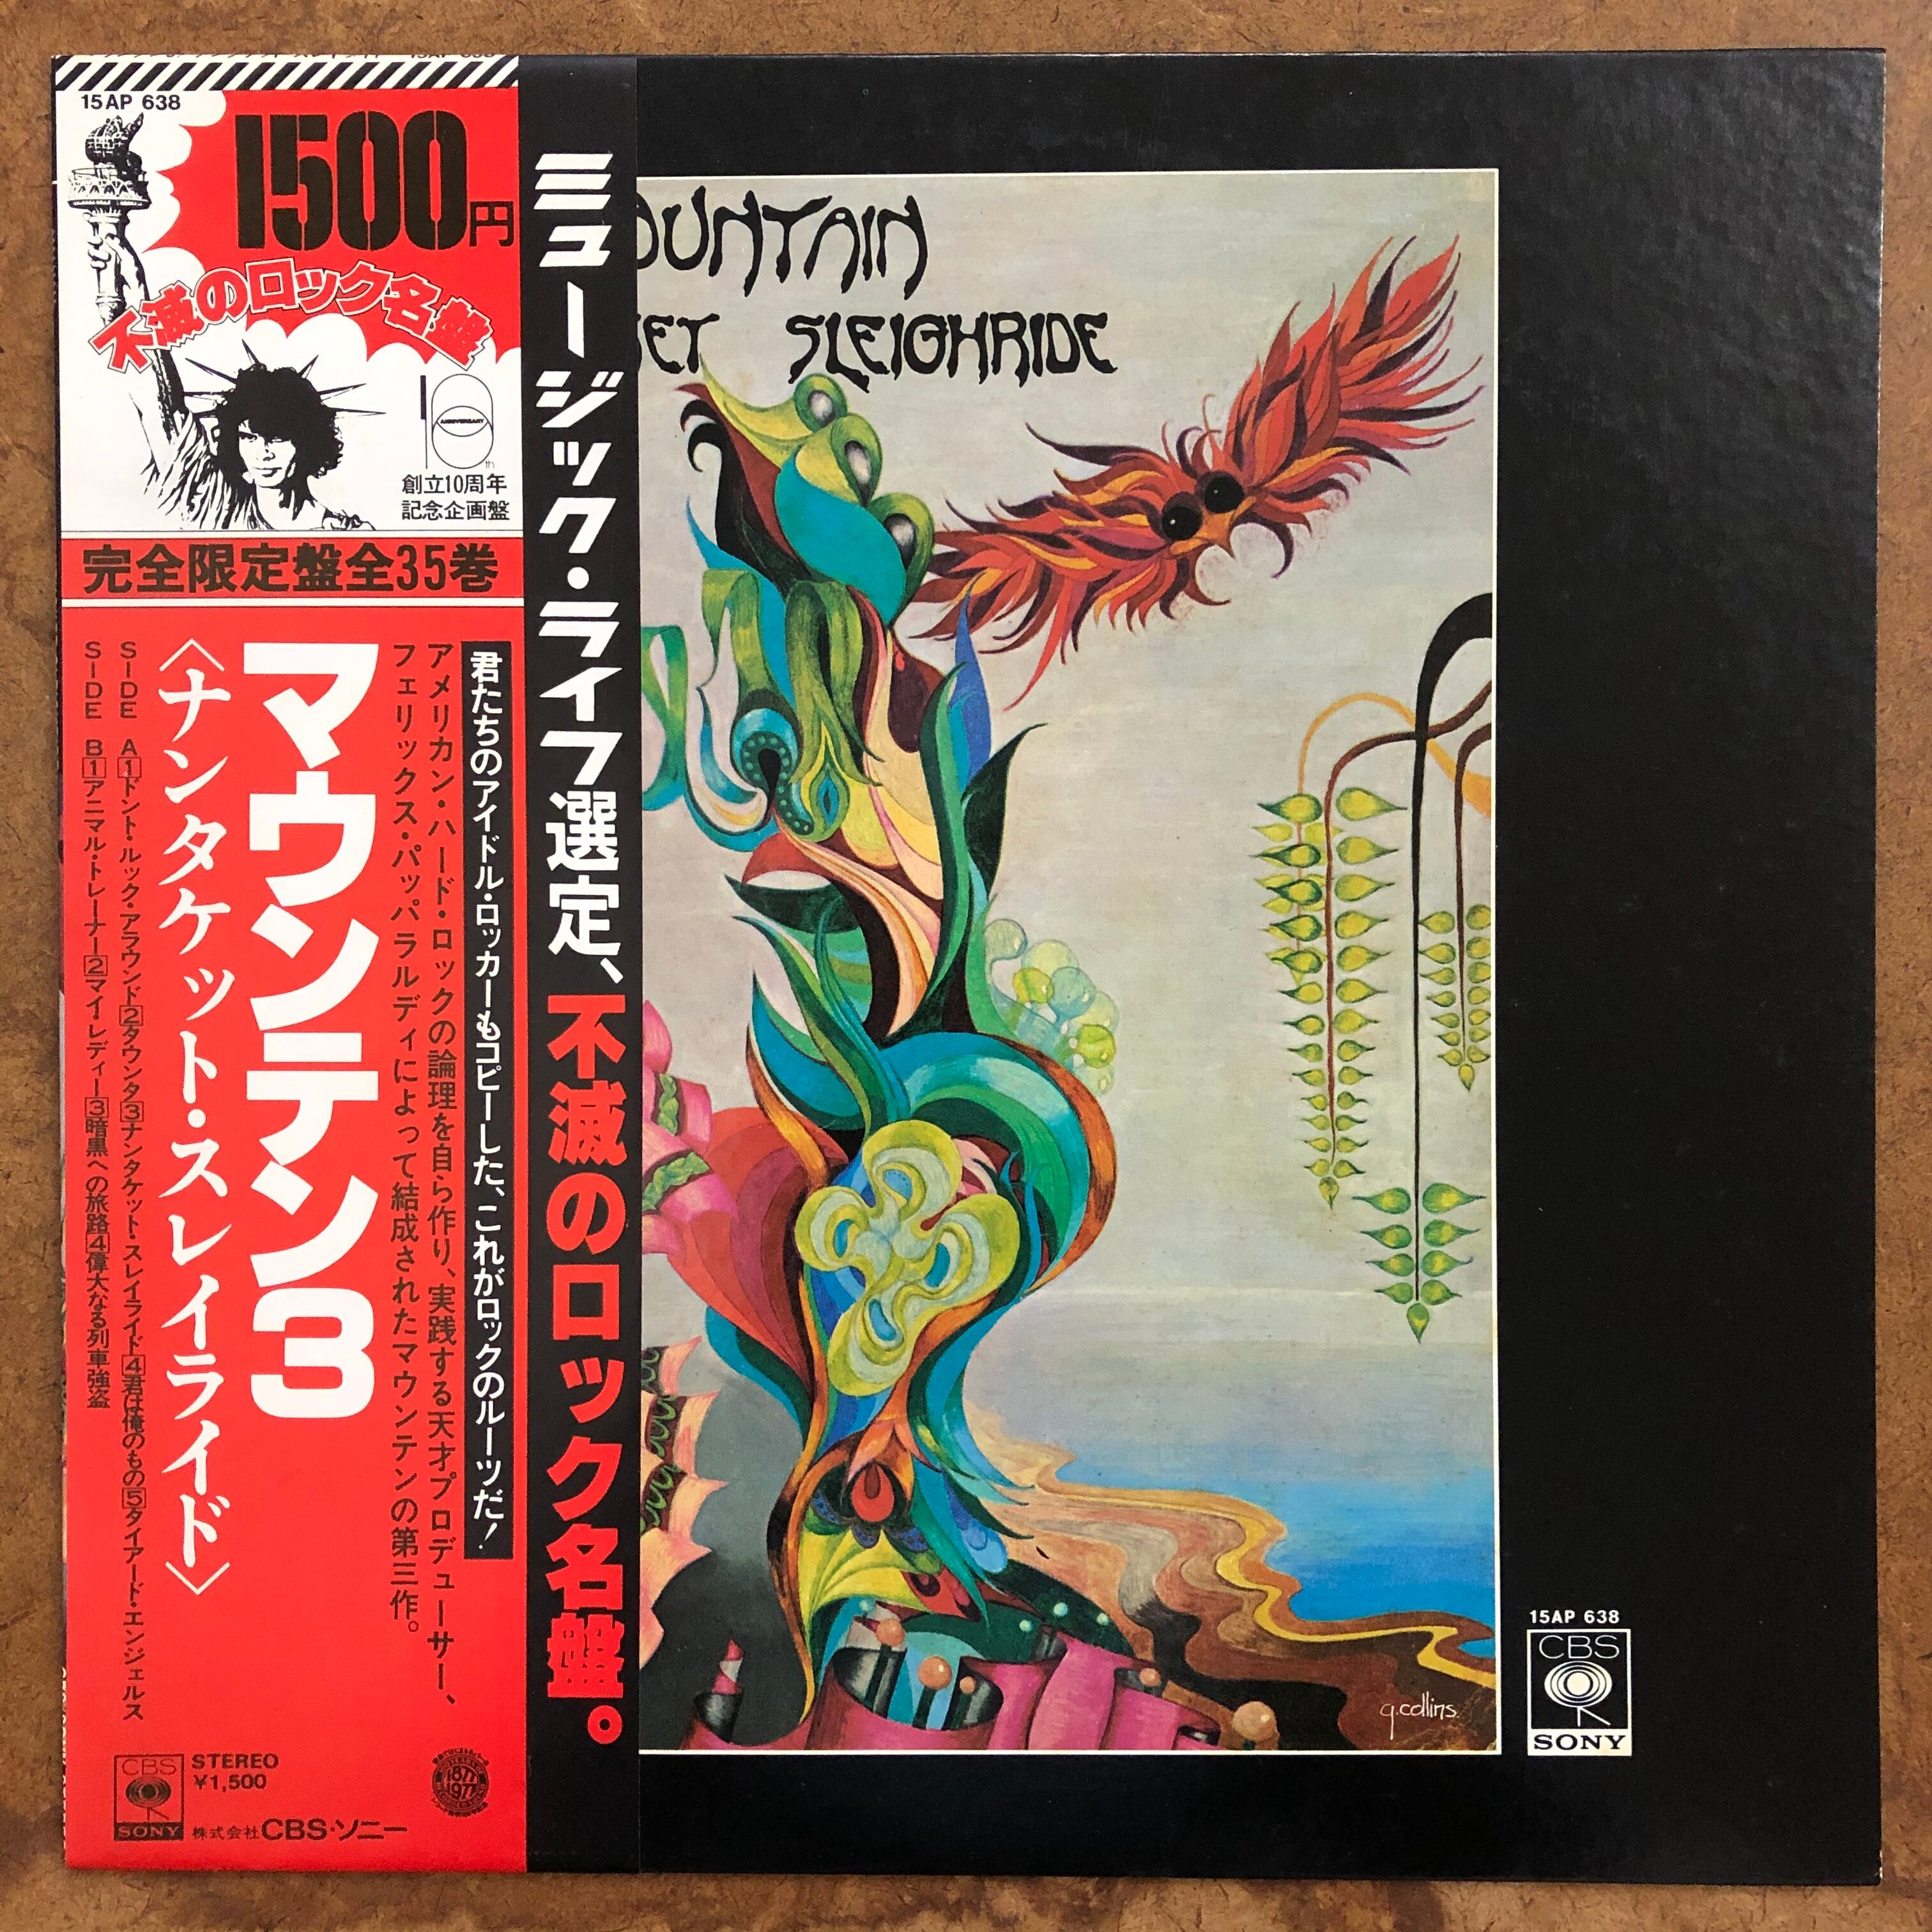 15AP 638
1500円
不滅のロック名盤
10th
ANNIVERSARY
創立10周年
記念企画盤
完全限定盤全35巻
君たちのアイドル・ロッカーもコピーした、これがロックのルーツだ!
アメリカン・ハード・ロックの論理を自ら作り、実践する天才プロデューサー、
フェリックス・パッパラルディによって結成されたマウンテンの第三作。
マウンテン3
〈ナンタケット・スレイライド〉
SIDE A 1ドント・ルック・アラウンド2タウンタ3ナンタケット・スレイライド4君は俺のもの5タイアード・エンジェルス
SIDE B 1アニマル・トレーナー2マイ・レディー3暗黒への旅路4偉大なる列車強盗
CBS
SONY
STEREO
¥1,500
株式会社CBS・ソニー
1877
1977
ミュージック・ライフ選定、不滅のロック名盤。
OUNTAIN
ET SLEIGHRIDE
g.collins
15AP 638
CBS
SONY